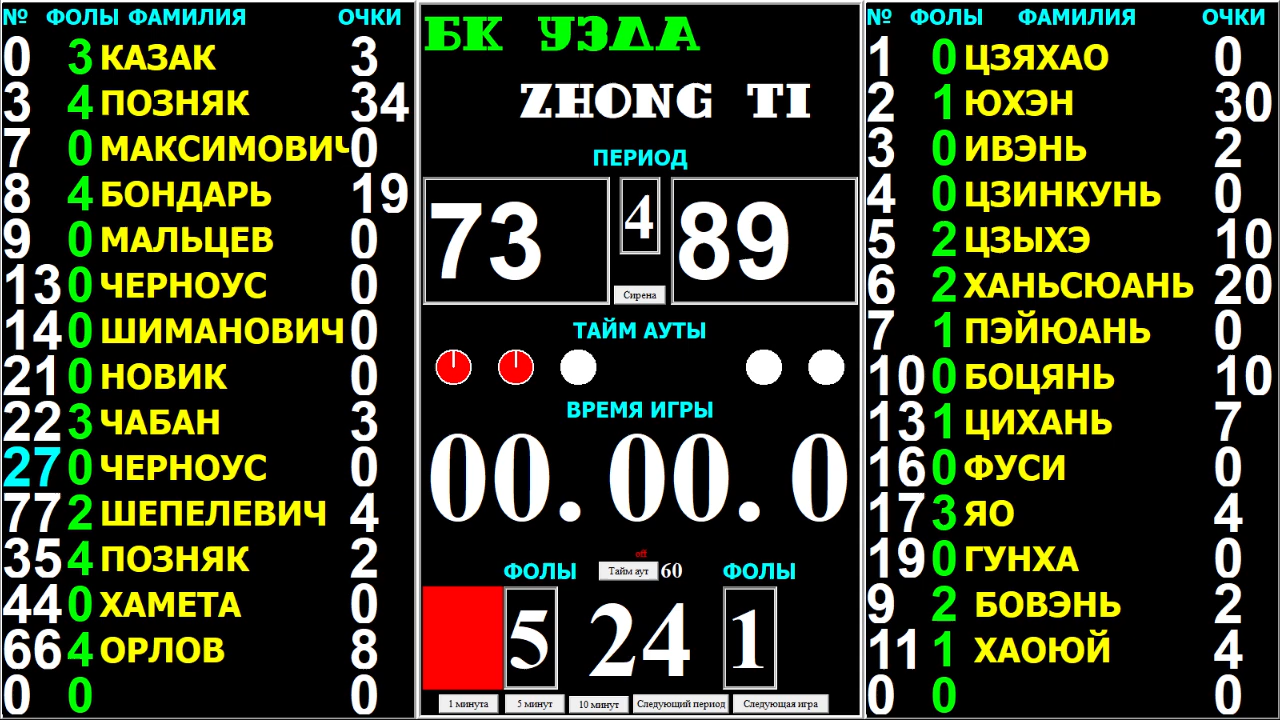 № ФОЛЫ ФАМИЛИЯ ОЧКИ
0 3 КАЗАК 3
3 4 ПОЗНЯК 34
7 0 МАКСИМОВИЧ 0
8 4 БОНДАРЬ 19
9 0 МАЛЬЦЕВ 0
13 0 ЧЕРНОУС 0
14 0 ШИМАНОВИЧ 0
21 0 НОВИК 0
22 3 ЧАБАН 3
27 0 ЧЕРНОУС 0
77 2 ШЕПЕЛЕВИЧ 4
35 4 ПОЗНЯК 2
44 0 ХАМЕТА 0
66 4 ОРЛОВ 8
0 0 0
БК УЗДА
ZHONG TI
ПЕРИОД
73 4 89
Сирена
ТАЙМ АУТЫ
ВРЕМЯ ИГРЫ
00.00.0
off
ФОЛЫ Тайм аут 60 ФОЛЫ
5 24 1
1 минута 5 минут 10 минут Следующий период Следующая игра
№ ФОЛЫ ФАМИЛИЯ ОЧКИ
1 0 ЦЗЯХАО 0
2 1 ЮХЭН 30
3 0 ИВЭНЬ 2
4 0 ЦЗИНКУНЬ 0
5 2 ЦЗЫХЭ 10
6 2 ХАНЬСЮАНЬ 20
7 1 ПЭЙЮАНЬ 0
10 0 БОЦЯНЬ 10
13 1 ЦИХАНЬ 7
16 0 ФУСИ 0
17 3 ЯО 4
19 0 ГУНХА 0
9 2 БОВЭНЬ 2
11 1 ХАОЮЙ 4
0 0 0